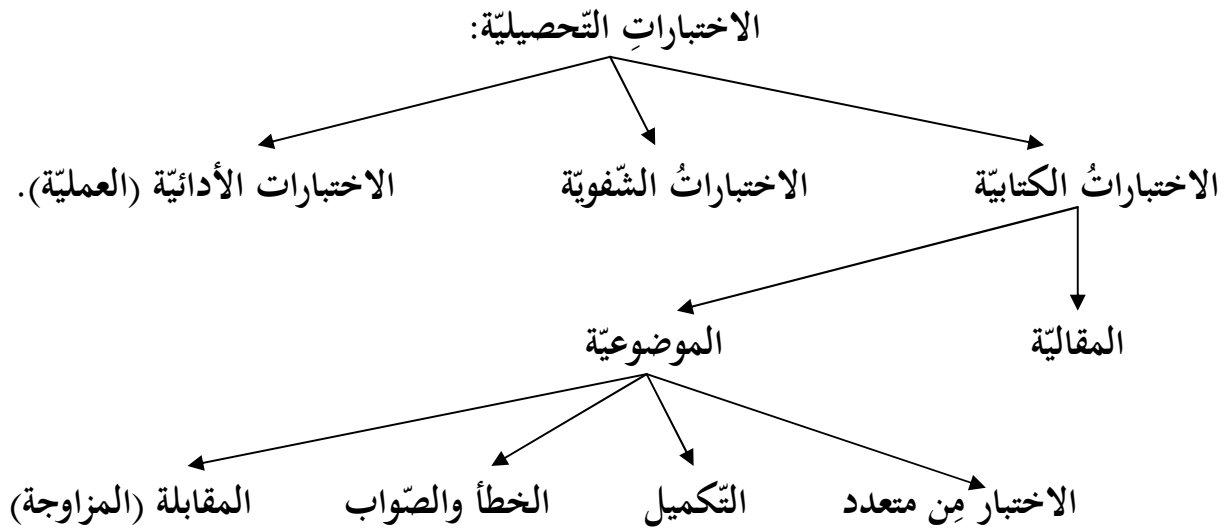 الاختباراتِ التّحصيليّة:
الاختباراتُ الكتابيّة الاختباراتُ الشّفويّة الاختبارات الأدائيّة (العمليّة).
المقاليّة الموضوعيّة
الاختبار مِن متعدد التّكميل الخطأ والصّواب المقابلة (المزاوجة)